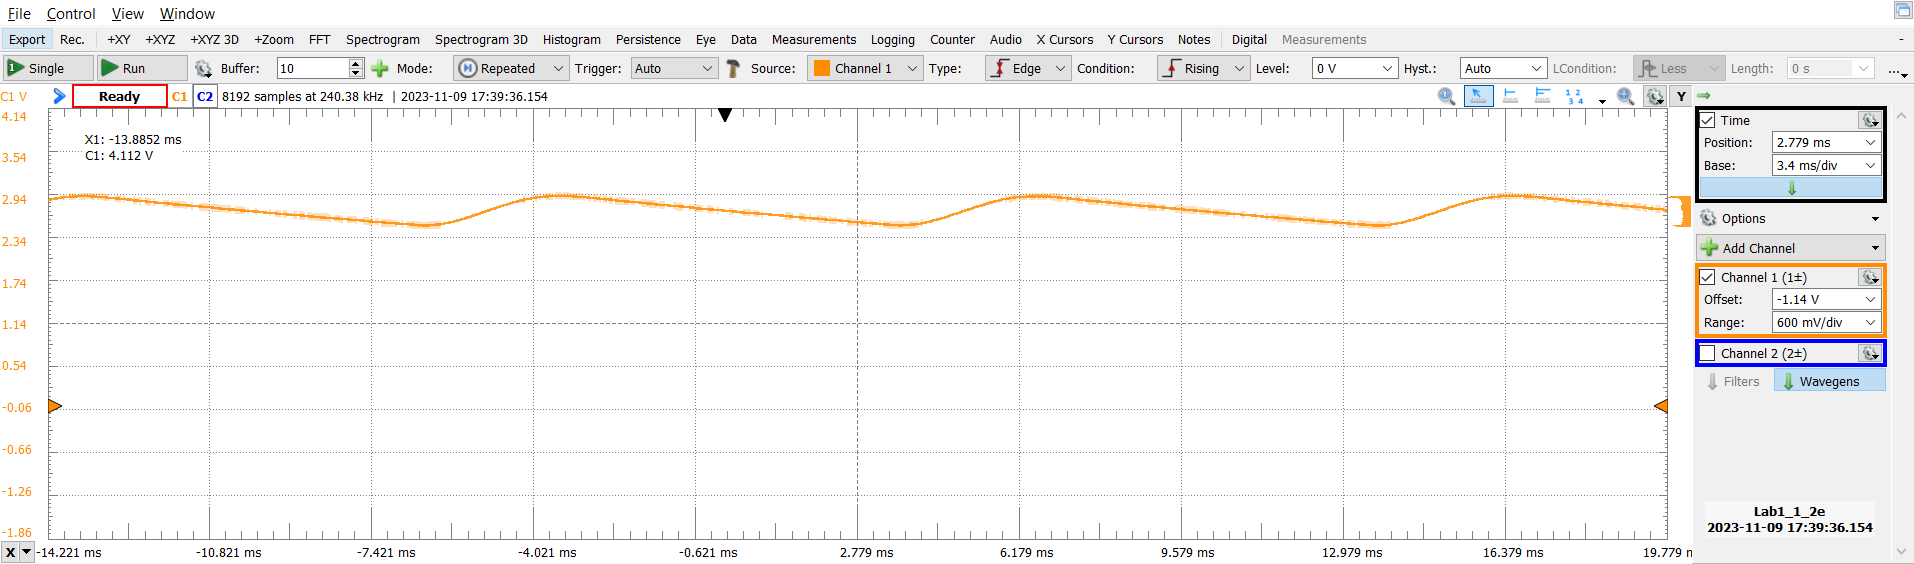 File Control View Window
Export Rec. +XY +XYZ +XYZ 3D +Zoom FFT Spectrogram Spectrogram 3D Histogram Persistence Eye Data Measurements Logging Counter Audio X Cursors Y Cursors Notes Digital Measurements -
1 Single Run Buffer: 10 Mode: Repeated Trigger: Auto Source: Channel 1 Type: Edge Condition: Rising Level: 0 V Hyst.: Auto LCondition: Less Length: 0 s ...
C1 V Ready C1 C2 8192 samples at 240.38 kHz | 2023-11-09 17:39:36.154 1 2 3 4 Y
4.14
3.54
2.94
2.34
1.74
1.14
0.54
-0.06
-0.66
-1.26
-1.86
X1: -13.8852 ms
C1: 4.112 V
X -14.221 ms -10.821 ms -7.421 ms -4.021 ms -0.621 ms 2.779 ms 6.179 ms 9.579 ms 12.979 ms 16.379 ms 19.779 r
Time
Position: 2.779 ms
Base: 3.4 ms/div
Options
Add Channel
Channel 1 (1±)
Offset: -1.14 V
Range: 600 mV/div
Channel 2 (2±)
Filters Wavegens
Lab1_1_2e
2023-11-09 17:39:36.154